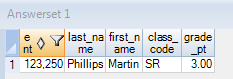 Answerset 1
e nt last_na me first_n ame class_ code grade _pt
1 123,250 Phillips Martin SR 3.00